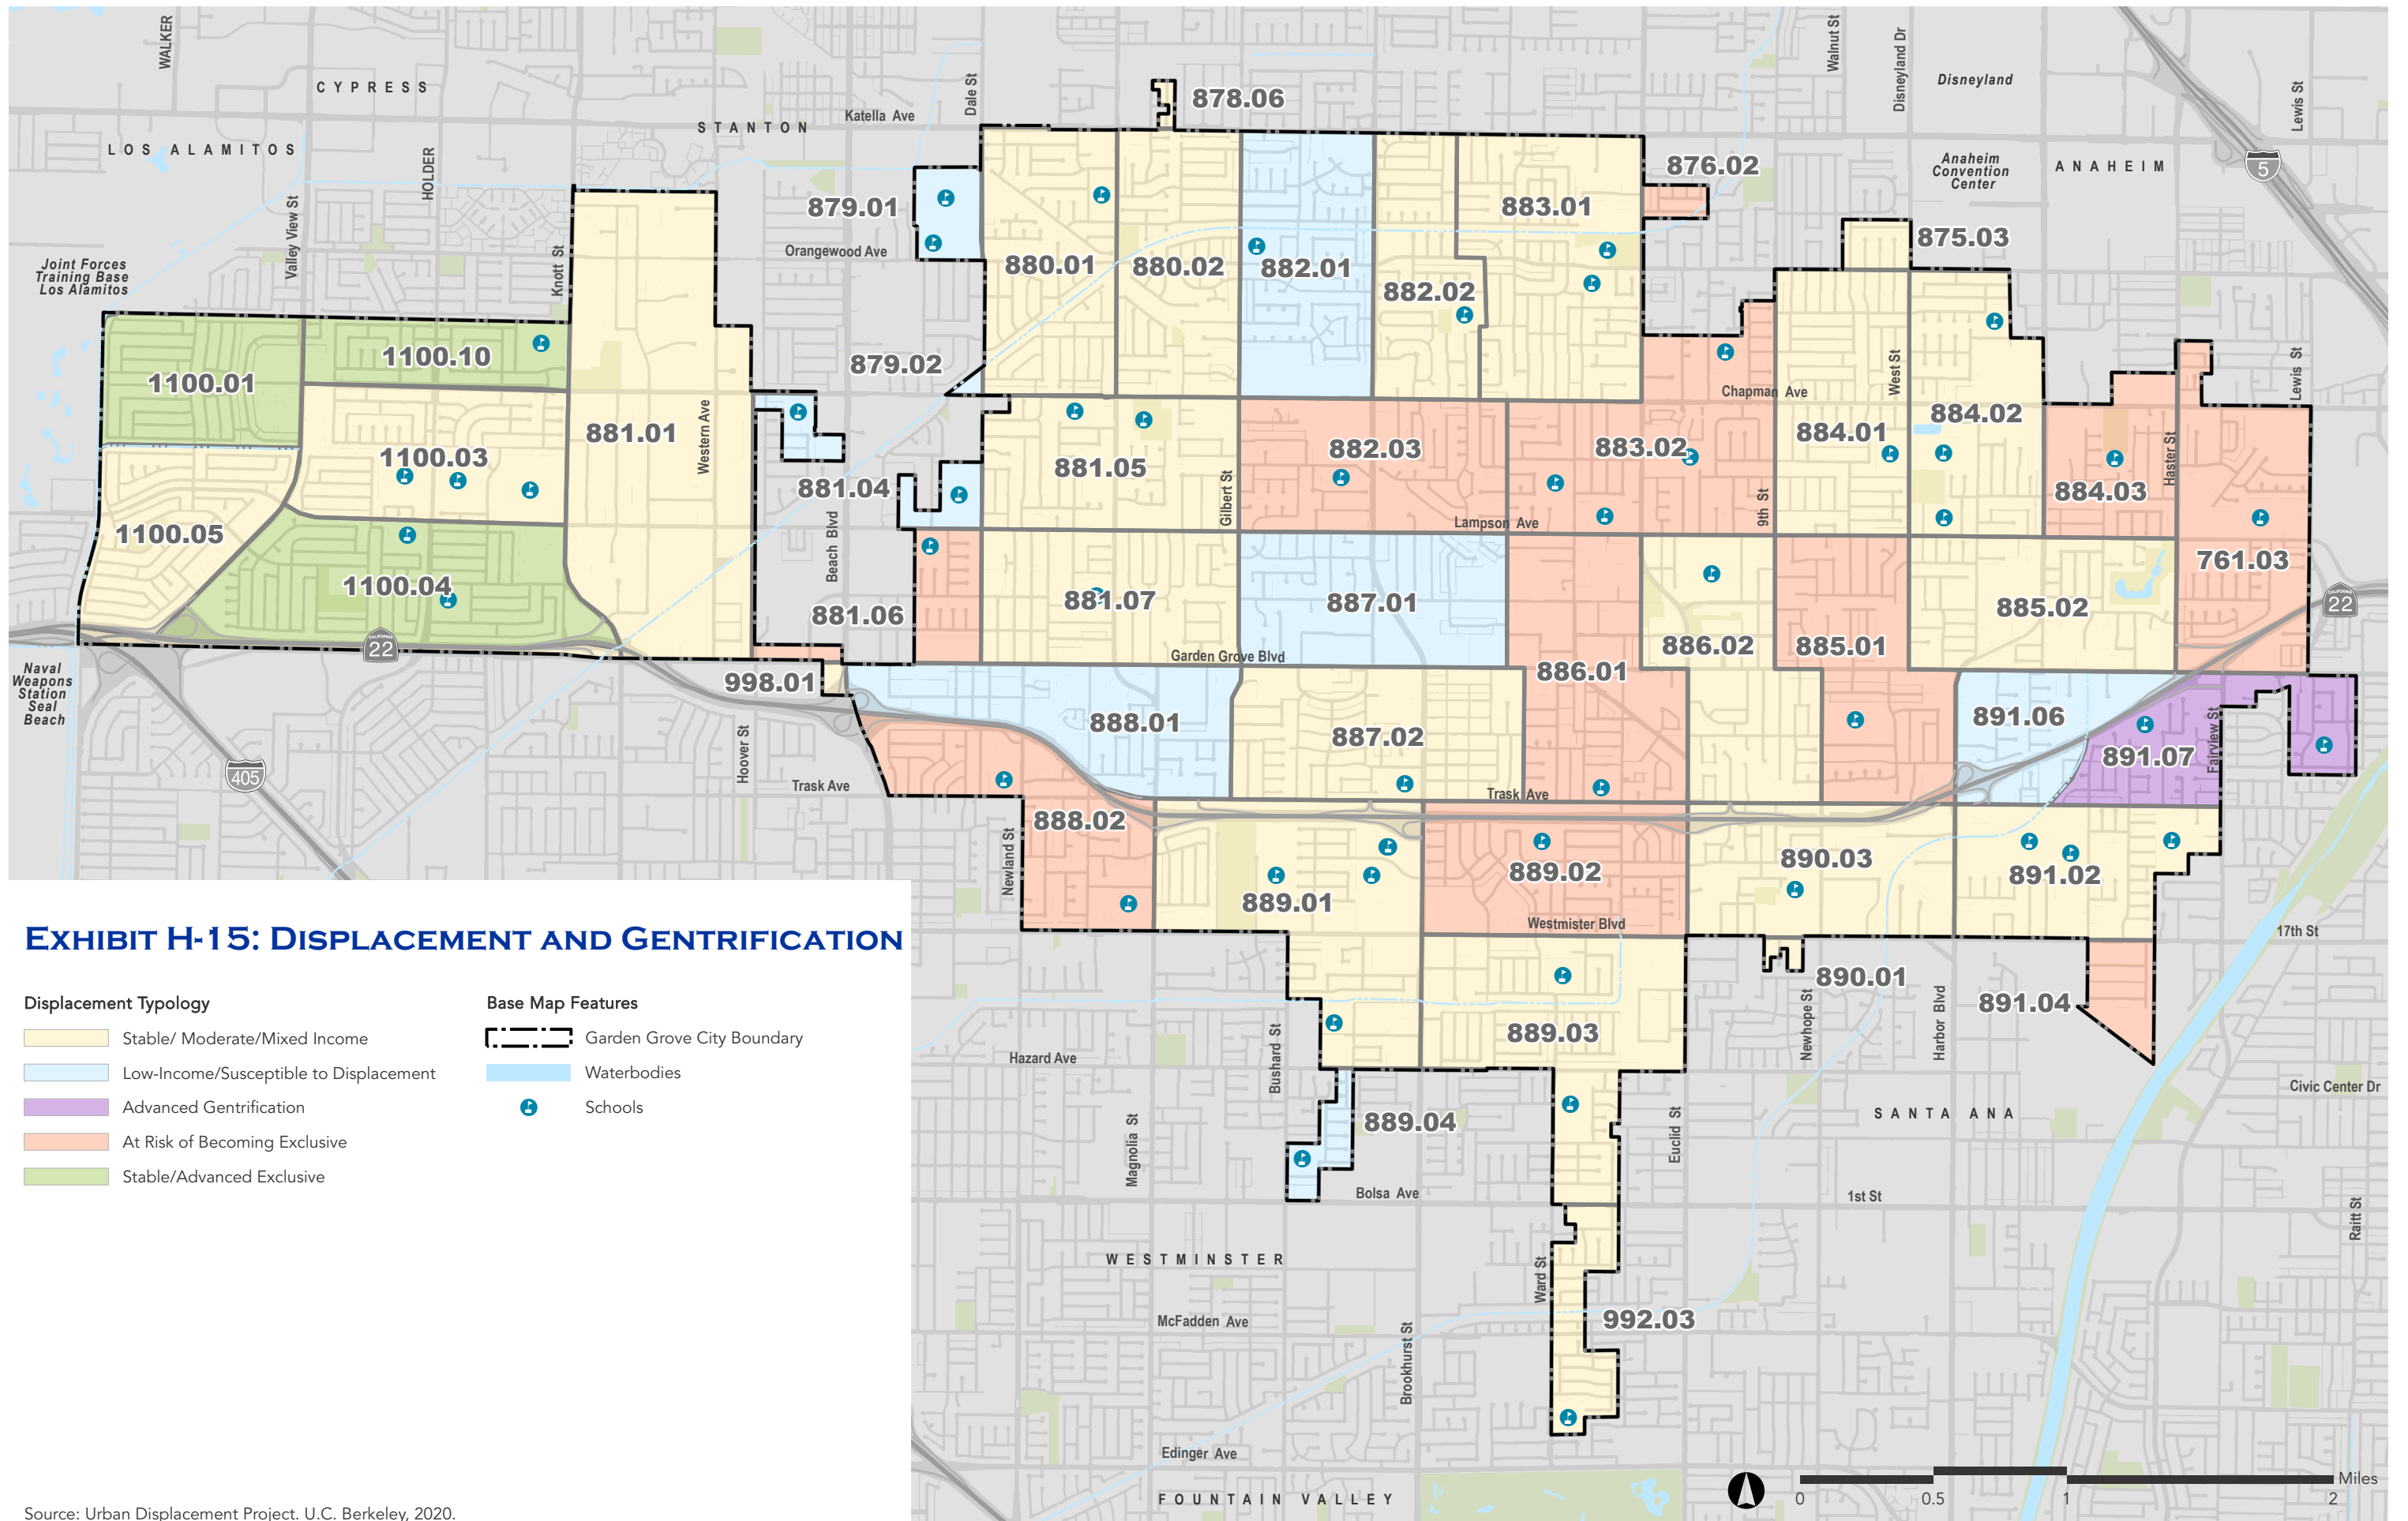 WALKER
CYPRESS
LOS ALAMITOS
HOLDER
Valley View St
Knott St
STANTON
Katella Ave
Dale St
878.06
Walnut St
Disneyland Dr
Disneyland
Lewis St
5
Anaheim
Convention
Center
ANAHEIM
876.02
879.01
Orangewood Ave
883.01
875.03
Joint Forces
Training Base
Los Alamitos
880.01
880.02
882.01
882.02
1100.10
1100.01
879.02
Chapman Ave
West St
Lewis St
Western Ave
881.01
884.01
884.02
1100.03
881.05
882.03
883.02
Haster St
881.04
Gilbert St
9th St
884.03
1100.05
Beach Blvd
Lampson Ave
761.03
1100.04
881.06
881.07
887.01
885.02
22
22
Garden Grove Blvd
886.01
886.02
885.01
Naval
Weapons
Station
Seal
Beach
998.01
888.01
887.02
891.06
Fairview St
891.07
405
Hoover St
Trask Ave
Trask Ave
888.02
Newland St
889.01
889.02
890.03
891.02
Westmister Blvd
17th St
890.01
891.04
Newhope St
Harbor Blvd
889.03
Hazard Ave
Bushard St
Civic Center Dr
889.04
Magnolia St
Euclid St
SANTA ANA
Bolsa Ave
1st St
Raitt St
WESTMINSTER
Ward St
McFadden Ave
992.03
Brookhurst St
Edinger Ave
FOUNTAIN VALLEY
Miles
0 0.5 1 2
EXHIBIT H-15: DISPLACEMENT AND GENTRIFICATION
Displacement Typology
Stable/ Moderate/Mixed Income
Low-Income/Susceptible to Displacement
Advanced Gentrification
At Risk of Becoming Exclusive
Stable/Advanced Exclusive
Base Map Features
Garden Grove City Boundary
Waterbodies
Schools
Source: Urban Displacement Project. U.C. Berkeley, 2020.